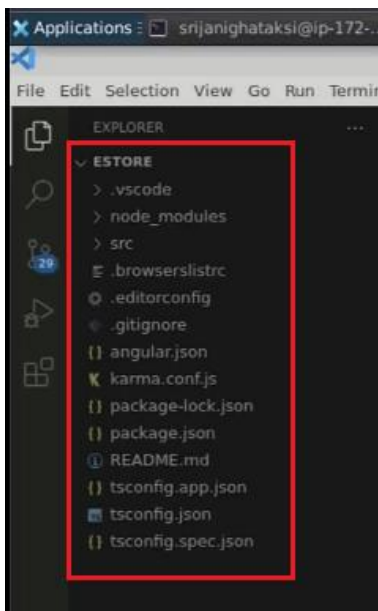 Applications : srijanighataksi@ip-172-..
File Edit Selection View Go Run Termin
EXPLORER ...
ESTORE
.vscode
node_modules
src
29
.browserslistrc
.editorconfig
.gitignore
{} angular.json
K karma.conf.js
{} package-lock.json
{} package.json
README.md
{} tsconfig.app.json
tsconfig.json
{} tsconfig.spec.json